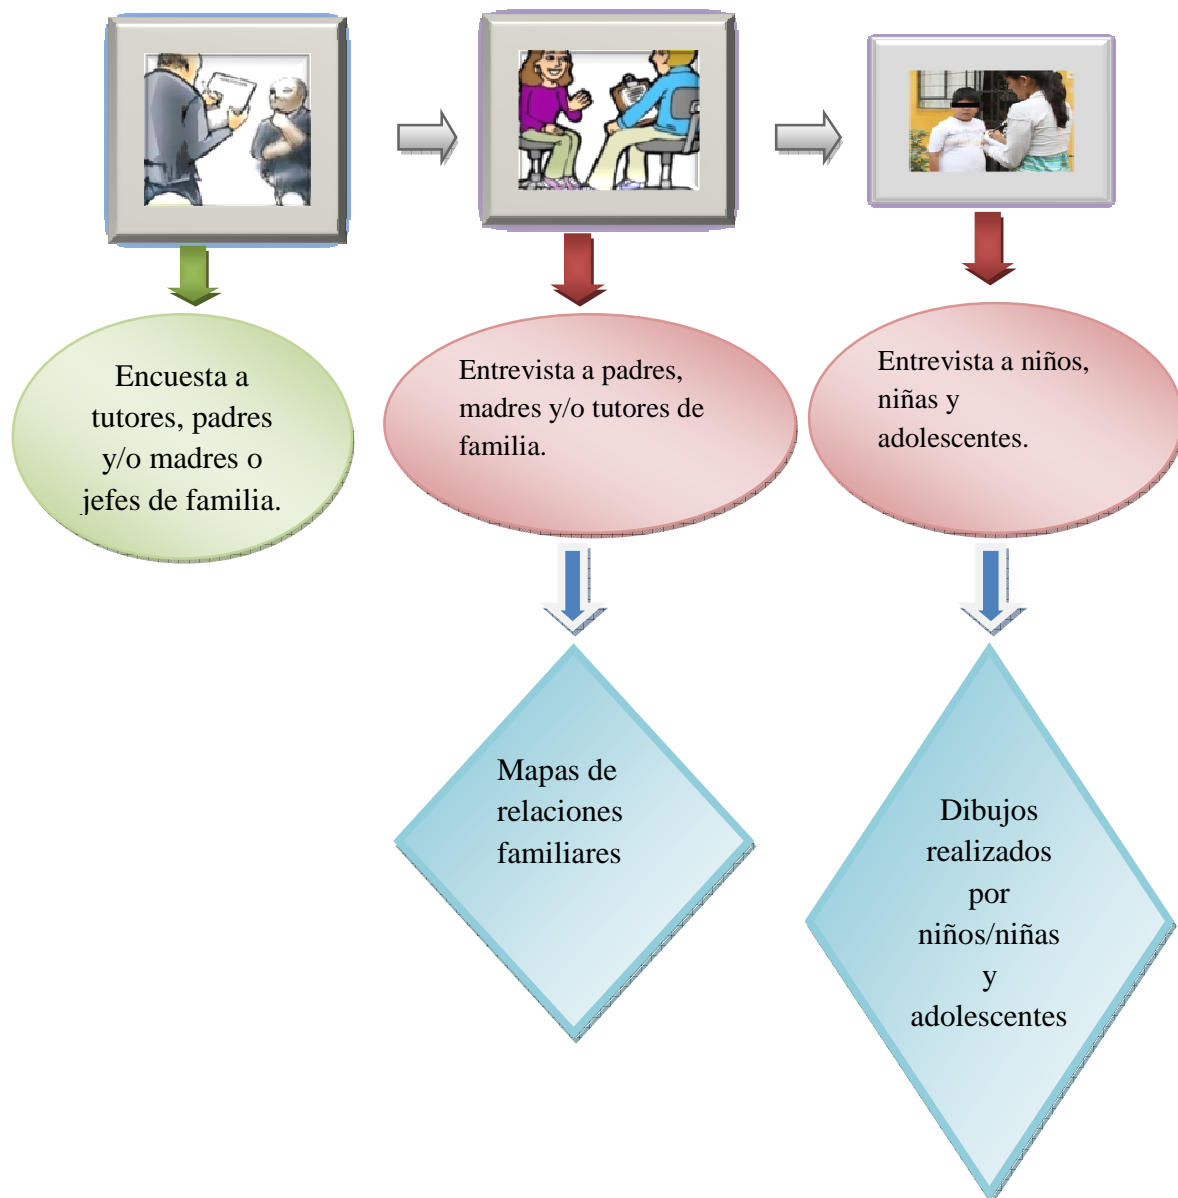 Encuesta a
tutores, padres
y/o madres o
jefes de familia.
Entrevista a padres,
madres y/o tutores de
familia.
Entrevista a niños,
niñas y
adolescentes.
Mapas de
relaciones
familiares
Dibujos
realizados
por
niños/niñas
y
adolescentes